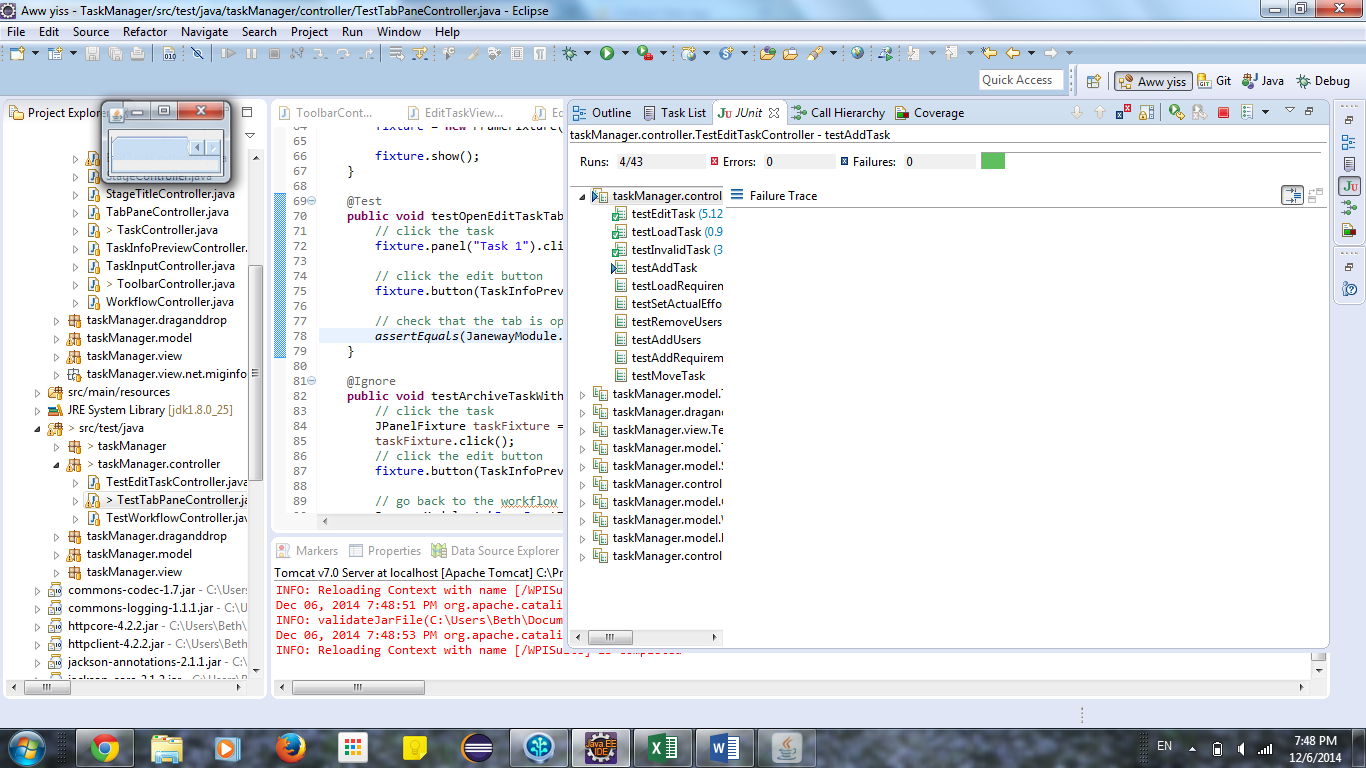 Aww yiss - TaskManager/src/test/java/taskManager/controller/TestTabPaneController.java - Eclipse
File Edit Source Refactor Navigate Search Project Run Window Help
Quick Access
Aww yiss Git Java Debug
Project Explore
StageController.java
StageTitleController.java
TabPaneController.java
> TaskController.java
TaskInfoPreviewController.
TaskInputController.java
> ToolbarController.java
WorkflowController.java
taskManager.draganddrop
taskManager.model
taskManager.view
taskManager.view.net.miginfo
src/main/resources
JRE System Library [jdk1.8.0_25]
> src/test/java
> taskManager
> taskManager.controller
TestEditTaskController.java
> TestTabPaneController.ja
TestWorkflowController.jav
taskManager.draganddrop
taskManager.model
taskManager.view
commons-codec-1.7.jar - C:\Users
commons-logging-1.1.1.jar - C:\
httpcore-4.2.2.jar - C:\Users\Beth
httpclient-4.2.2.jar - C:\Users\Bet
jackson-annotations-2.1.1.jar - C:
jackson-core-2.1.2.jar - C:\Users\
ToolbarCont... EditTaskView...
64 fixture = new FrameFixture(
65
66 fixture.show();
67 }
68
69 @Test
70 public void testOpenEditTaskTab
71 // click the task
72 fixture.panel("Task 1").cli
73
74 // click the edit button
75 fixture.button(TaskInfoPrev
76
77 // check that the tab is op
78 assertEquals(JanewayModule.
79 }
80
81 @Ignore
82 public void testArchiveTaskWith
83 // click the task
84 JPanelFixture taskFixture =
85 taskFixture.click();
86 // click the edit button
87 fixture.button(TaskInfoPrev
88
89 // go back to the workflow
Markers Properties Data Source Explorer
Tomcat v7.0 Server at localhost [Apache Tomcat] C:\Pr
INFO: Reloading Context with name [/WPISui
Dec 06, 2014 7:48:51 PM org.apache.catali
INFO: validateJarFile(C:\Users\Beth\Docum
Dec 06, 2014 7:48:53 PM org.apache.catali
INFO: Reloading Context with name [/WPISuite] is completed
Outline Task List JUnit Call Hierarchy Coverage
taskManager.controller.TestEditTaskController - testAddTask
Runs: 4/43 Errors: 0 Failures: 0
taskManager.control
testEditTask (5.12
testLoadTask (0.9
testInvalidTask (3
testAddTask
testLoadRequirem
testSetActualEffo
testRemoveUsers
testAddUsers
testAddRequirem
testMoveTask
taskManager.model.T
taskManager.dragand
taskManager.view.Te
taskManager.model.T
taskManager.model.S
taskManager.control
taskManager.model.C
taskManager.model.W
taskManager.model.I
taskManager.control
Failure Trace
EN
7:48 PM
12/6/2014